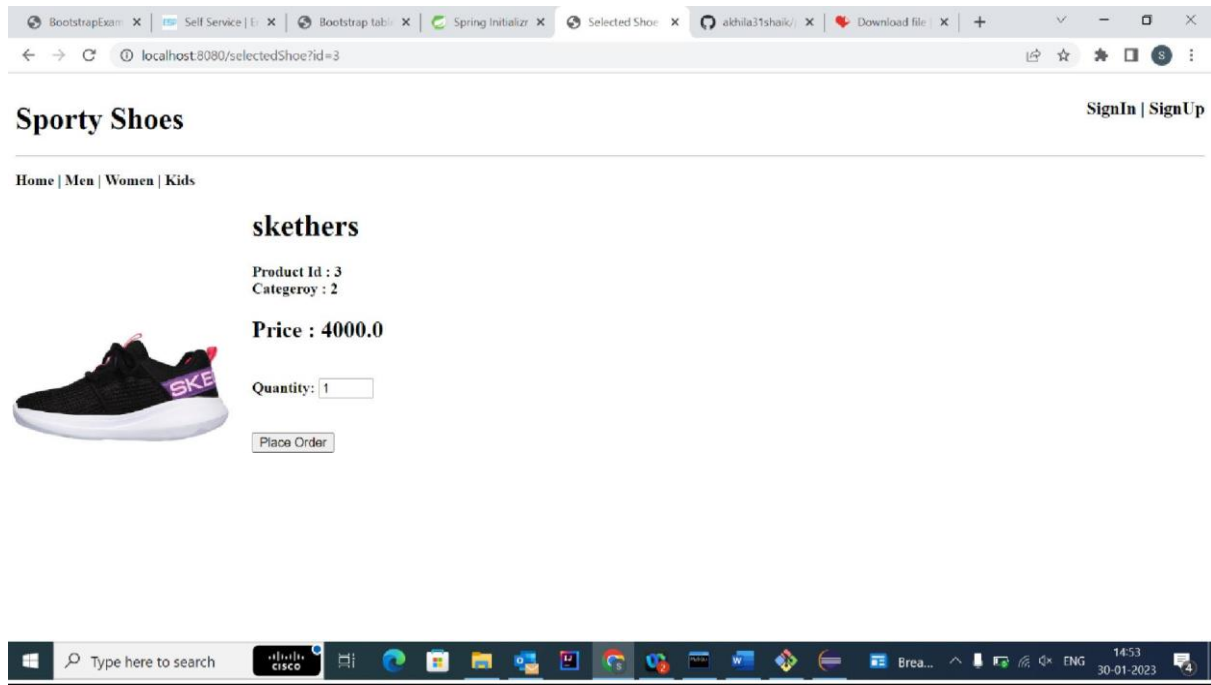 BootstrapExam
Self Service | E
Bootstrap table
Spring Initializr
Selected Shoe
akhila31shaik/
Download file |
localhost:8080/selectedShoe?id=3
S
Sporty Shoes
SignIn | SignUp
Home | Men | Women | Kids
skethers
Product Id : 3
Categeroy : 2
Price : 4000.0
SKE
Quantity: 1
Place Order
Type here to search
cisco
Brea...
ENG
14:53
30-01-2023
4